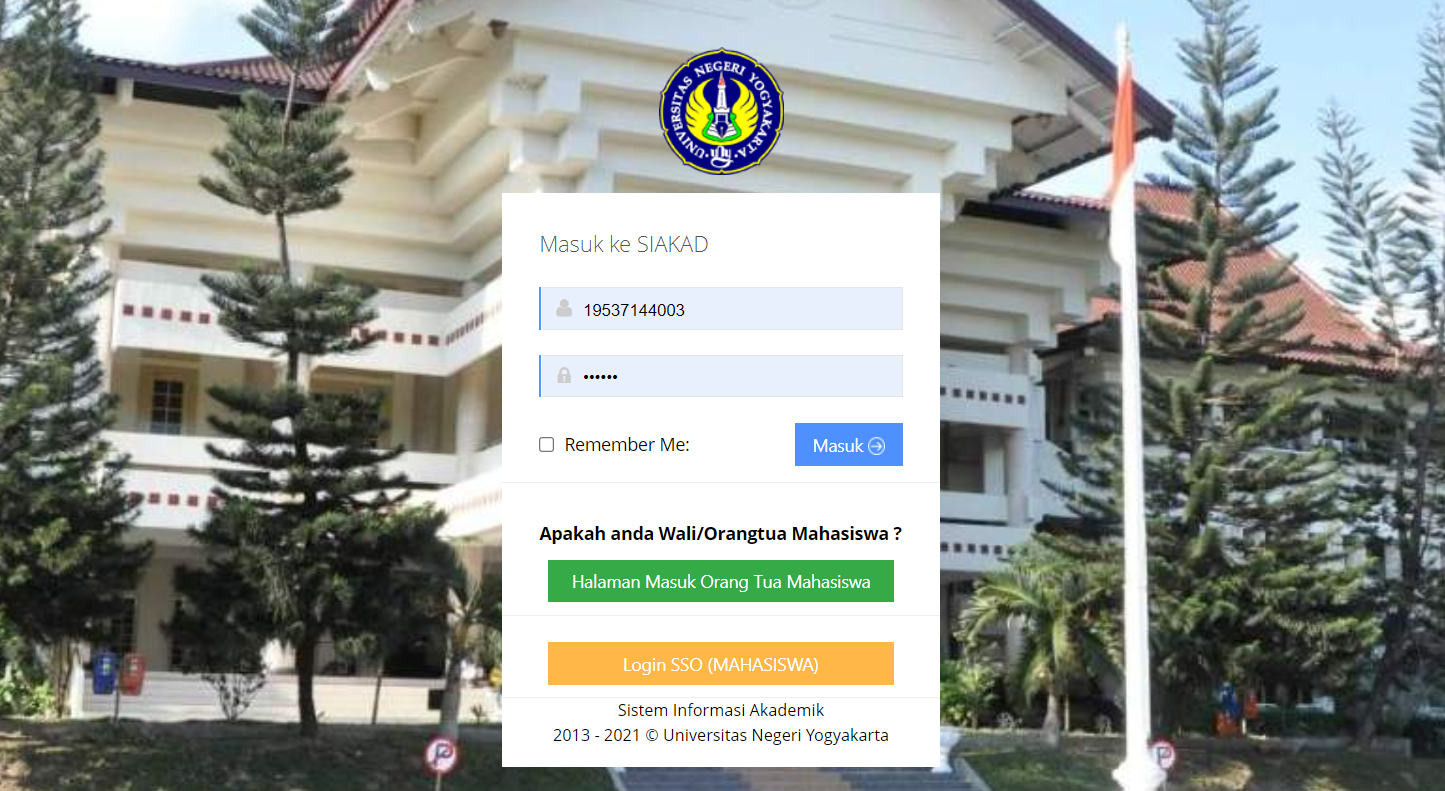 UNIVERSITAS NEGERI YOGYAKARTA
Masuk ke SIAKAD
19537144003
••••••
Remember Me:
Masuk
Apakah anda Wali/Orangtua Mahasiswa ?
Halaman Masuk Orang Tua Mahasiswa
Login SSO (MAHASISWA)
Sistem Informasi Akademik
2013 - 2021 © Universitas Negeri Yogyakarta